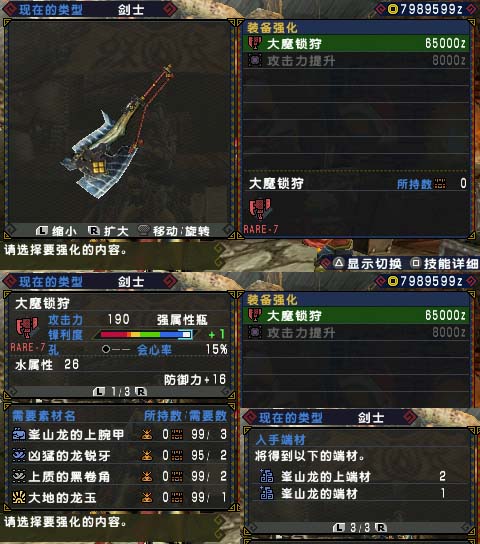 现在的类型 剑士
7989599z
装备强化
大魔锁狩 65000z
攻击力提升 8000z
大魔锁狩 所持数 0
RARE-7
L 缩小 R 扩大 移动/旋转
请选择要强化的内容。
△显示切换 □技能详细
现在的类型 剑士
7989599z
大魔锁狩
攻击力 190 强属性瓶
锋利度 +1
RARE-7 孔 ○-- 会心率 15%
水属性 26
防御力+16
L 1/3 R
装备强化
大魔锁狩 65000z
攻击力提升 8000z
需要素材名 所持数/需要数
峯山龙的上腕甲 0 99/ 3
凶猛的龙锐牙 0 95/ 2
上质的黑卷角 0 99/ 2
大地的龙玉 0 99/ 1
请选择要强化的内容。
现在的类型 剑士
入手端材
将得到以下的端材。
峯山龙的上端材 2
峯山龙的端材 1
L 3/3 R